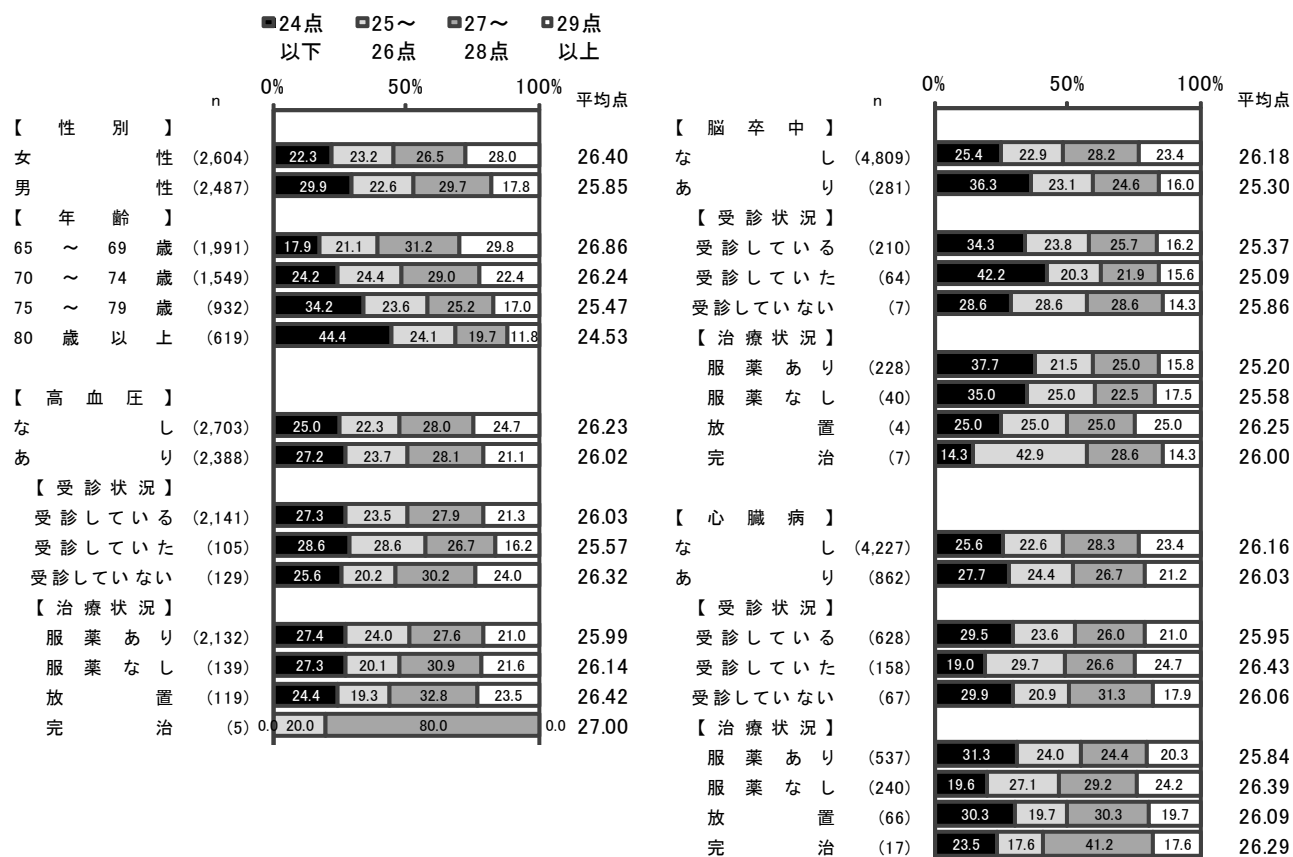 24点以下 25～26点 27～28点 29点以上
0% 50% 100%
n 平均点
【性別】
女性 (2,604) 22.3 23.2 26.5 28.0 26.40
男性 (2,487) 29.9 22.6 29.7 17.8 25.85
【年齢】
65～69歳 (1,991) 17.9 21.1 31.2 29.8 26.86
70～74歳 (1,549) 24.2 24.4 29.0 22.4 26.24
75～79歳 (932) 34.2 23.6 25.2 17.0 25.47
80歳以上 (619) 44.4 24.1 19.7 11.8 24.53
【高血圧】
なし (2,703) 25.0 22.3 28.0 24.7 26.23
あり (2,388) 27.2 23.7 28.1 21.1 26.02
【受診状況】
受診している (2,141) 27.3 23.5 27.9 21.3 26.03
受診していた (105) 28.6 28.6 26.7 16.2 25.57
受診していない (129) 25.6 20.2 30.2 24.0 26.32
【治療状況】
服薬あり (2,132) 27.4 24.0 27.6 21.0 25.99
服薬なし (139) 27.3 20.1 30.9 21.6 26.14
放置 (119) 24.4 19.3 32.8 23.5 26.42
完治 (5) 0.0 20.0 80.0 0.0 27.00
0% 50% 100%
n 平均点
【脳卒中】
なし (4,809) 25.4 22.9 28.2 23.4 26.18
あり (281) 36.3 23.1 24.6 16.0 25.30
【受診状況】
受診している (210) 34.3 23.8 25.7 16.2 25.37
受診していた (64) 42.2 20.3 21.9 15.6 25.09
受診していない (7) 28.6 28.6 28.6 14.3 25.86
【治療状況】
服薬あり (228) 37.7 21.5 25.0 15.8 25.20
服薬なし (40) 35.0 25.0 22.5 17.5 25.58
放置 (4) 25.0 25.0 25.0 25.0 26.25
完治 (7) 14.3 42.9 28.6 14.3 26.00
【心臓病】
なし (4,227) 25.6 22.6 28.3 23.4 26.16
あり (862) 27.7 24.4 26.7 21.2 26.03
【受診状況】
受診している (628) 29.5 23.6 26.0 21.0 25.95
受診していた (158) 19.0 29.7 26.6 24.7 26.43
受診していない (67) 29.9 20.9 31.3 17.9 26.06
【治療状況】
服薬あり (537) 31.3 24.0 24.4 20.3 25.84
服薬なし (240) 19.6 27.1 29.2 24.2 26.39
放置 (66) 30.3 19.7 30.3 19.7 26.09
完治 (17) 23.5 17.6 41.2 17.6 26.29